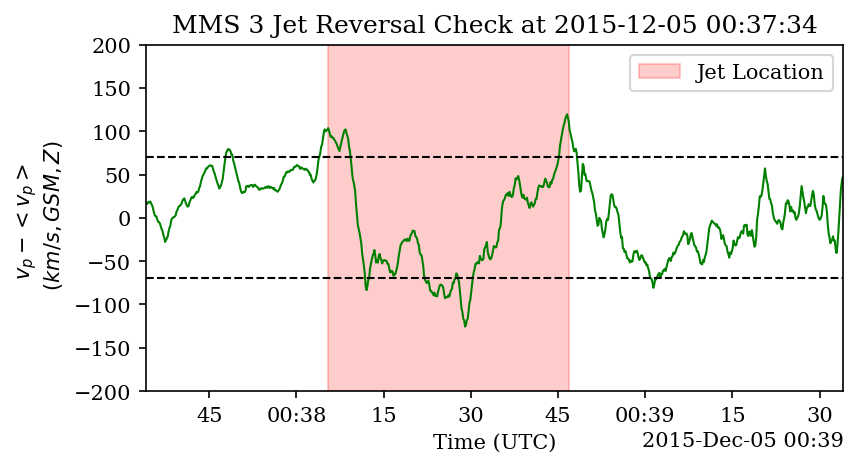 MMS 3 Jet Reversal Check at 2015-12-05 00:37:34
200
150
100
50
0
−50
−100
−150
−200
v_p − < v_p >
(km/s, GSM, Z)
Jet Location
45 00:38 15 30 45 00:39 15 30
Time (UTC)
2015-Dec-05 00:39